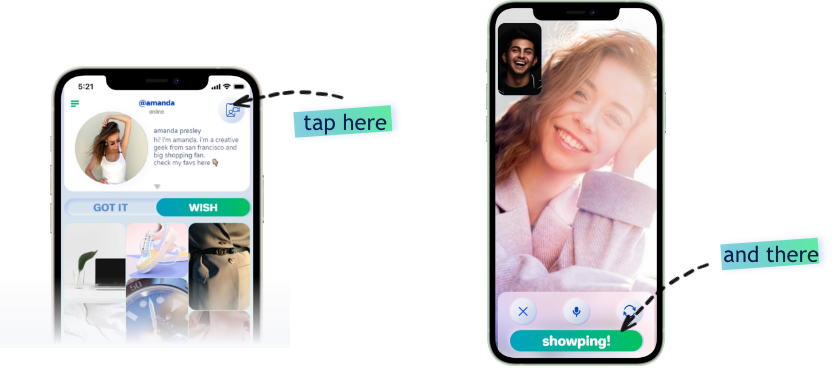 5:21
@amanda
online
amanda presley
hi! i'm amanda. i'm a creative
geek from san francisco and
big shopping fan.
check my favs here
GOT IT
WISH
tap here
and there
showping!